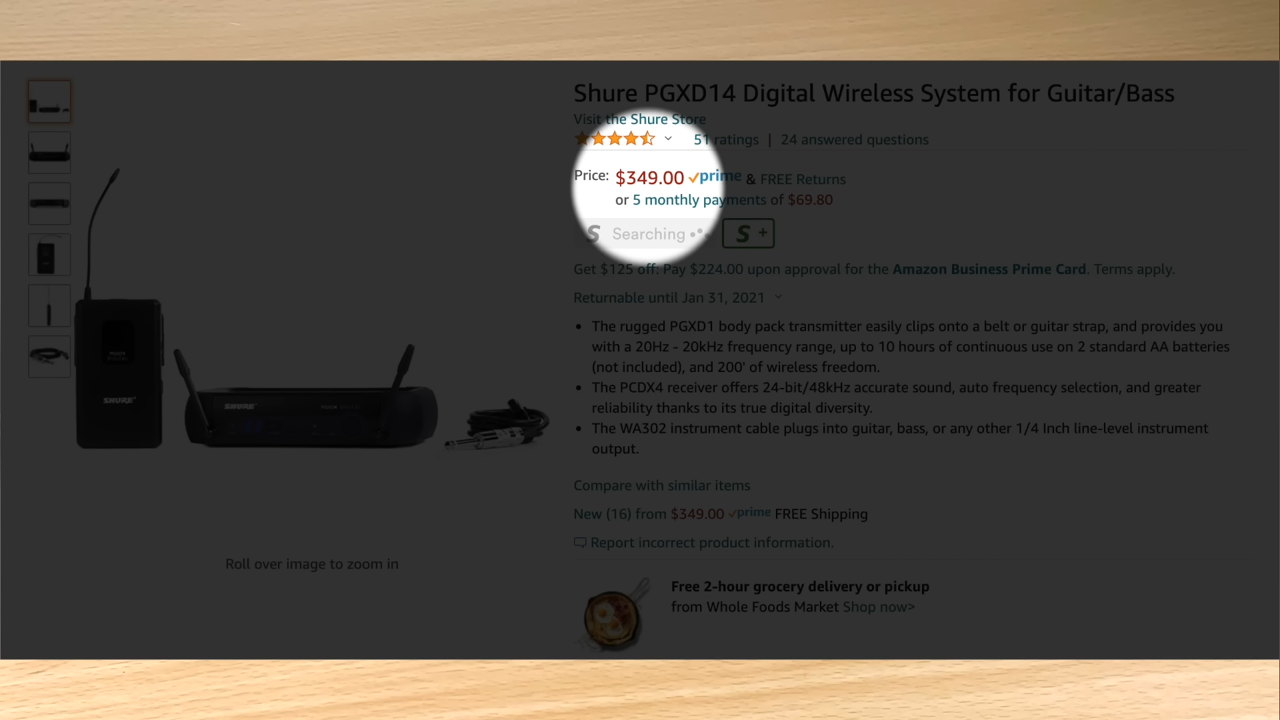 Shure PGXD14 Digital Wireless System for Guitar/Bass
Visit the Shure Store
51 ratings | 24 answered questions
Price: $349.00 prime & FREE Returns
or 5 monthly payments of $69.80
S Searching
S +
Get $125 off: Pay $224.00 upon approval for the Amazon Business Prime Card. Terms apply.
Returnable until Jan 31, 2021
• The rugged PGXD1 body pack transmitter easily clips onto a belt or guitar strap, and provides you
with a 20Hz - 20kHz frequency range, up to 10 hours of continuous use on 2 standard AA batteries
(not included), and 200' of wireless freedom.
• The PCDX4 receiver offers 24-bit/48kHz accurate sound, auto frequency selection, and greater
reliability thanks to its true digital diversity.
• The WA302 instrument cable plugs into guitar, bass, or any other 1/4 Inch line-level instrument
output.
Compare with similar items
New (16) from $349.00 prime FREE Shipping
Report incorrect product information.
Free 2-hour grocery delivery or pickup
from Whole Foods Market Shop now>
SHURE
SHURE
Roll over image to zoom in